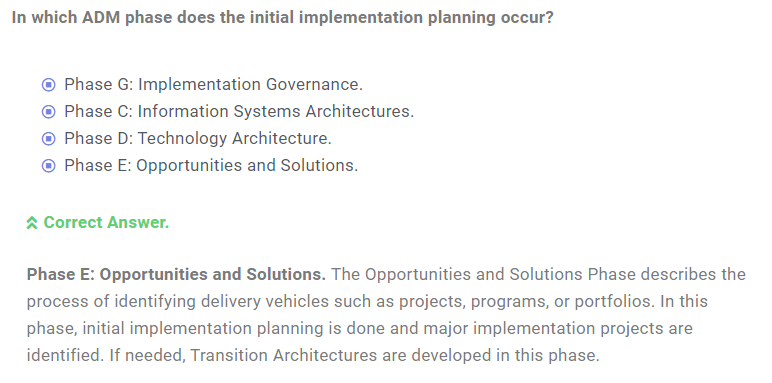 In which ADM phase does the initial implementation planning occur?
Phase G: Implementation Governance.
Phase C: Information Systems Architectures.
Phase D: Technology Architecture.
Phase E: Opportunities and Solutions.
Correct Answer.
Phase E: Opportunities and Solutions. The Opportunities and Solutions Phase describes the
process of identifying delivery vehicles such as projects, programs, or portfolios. In this
phase, initial implementation planning is done and major implementation projects are
identified. If needed, Transition Architectures are developed in this phase.